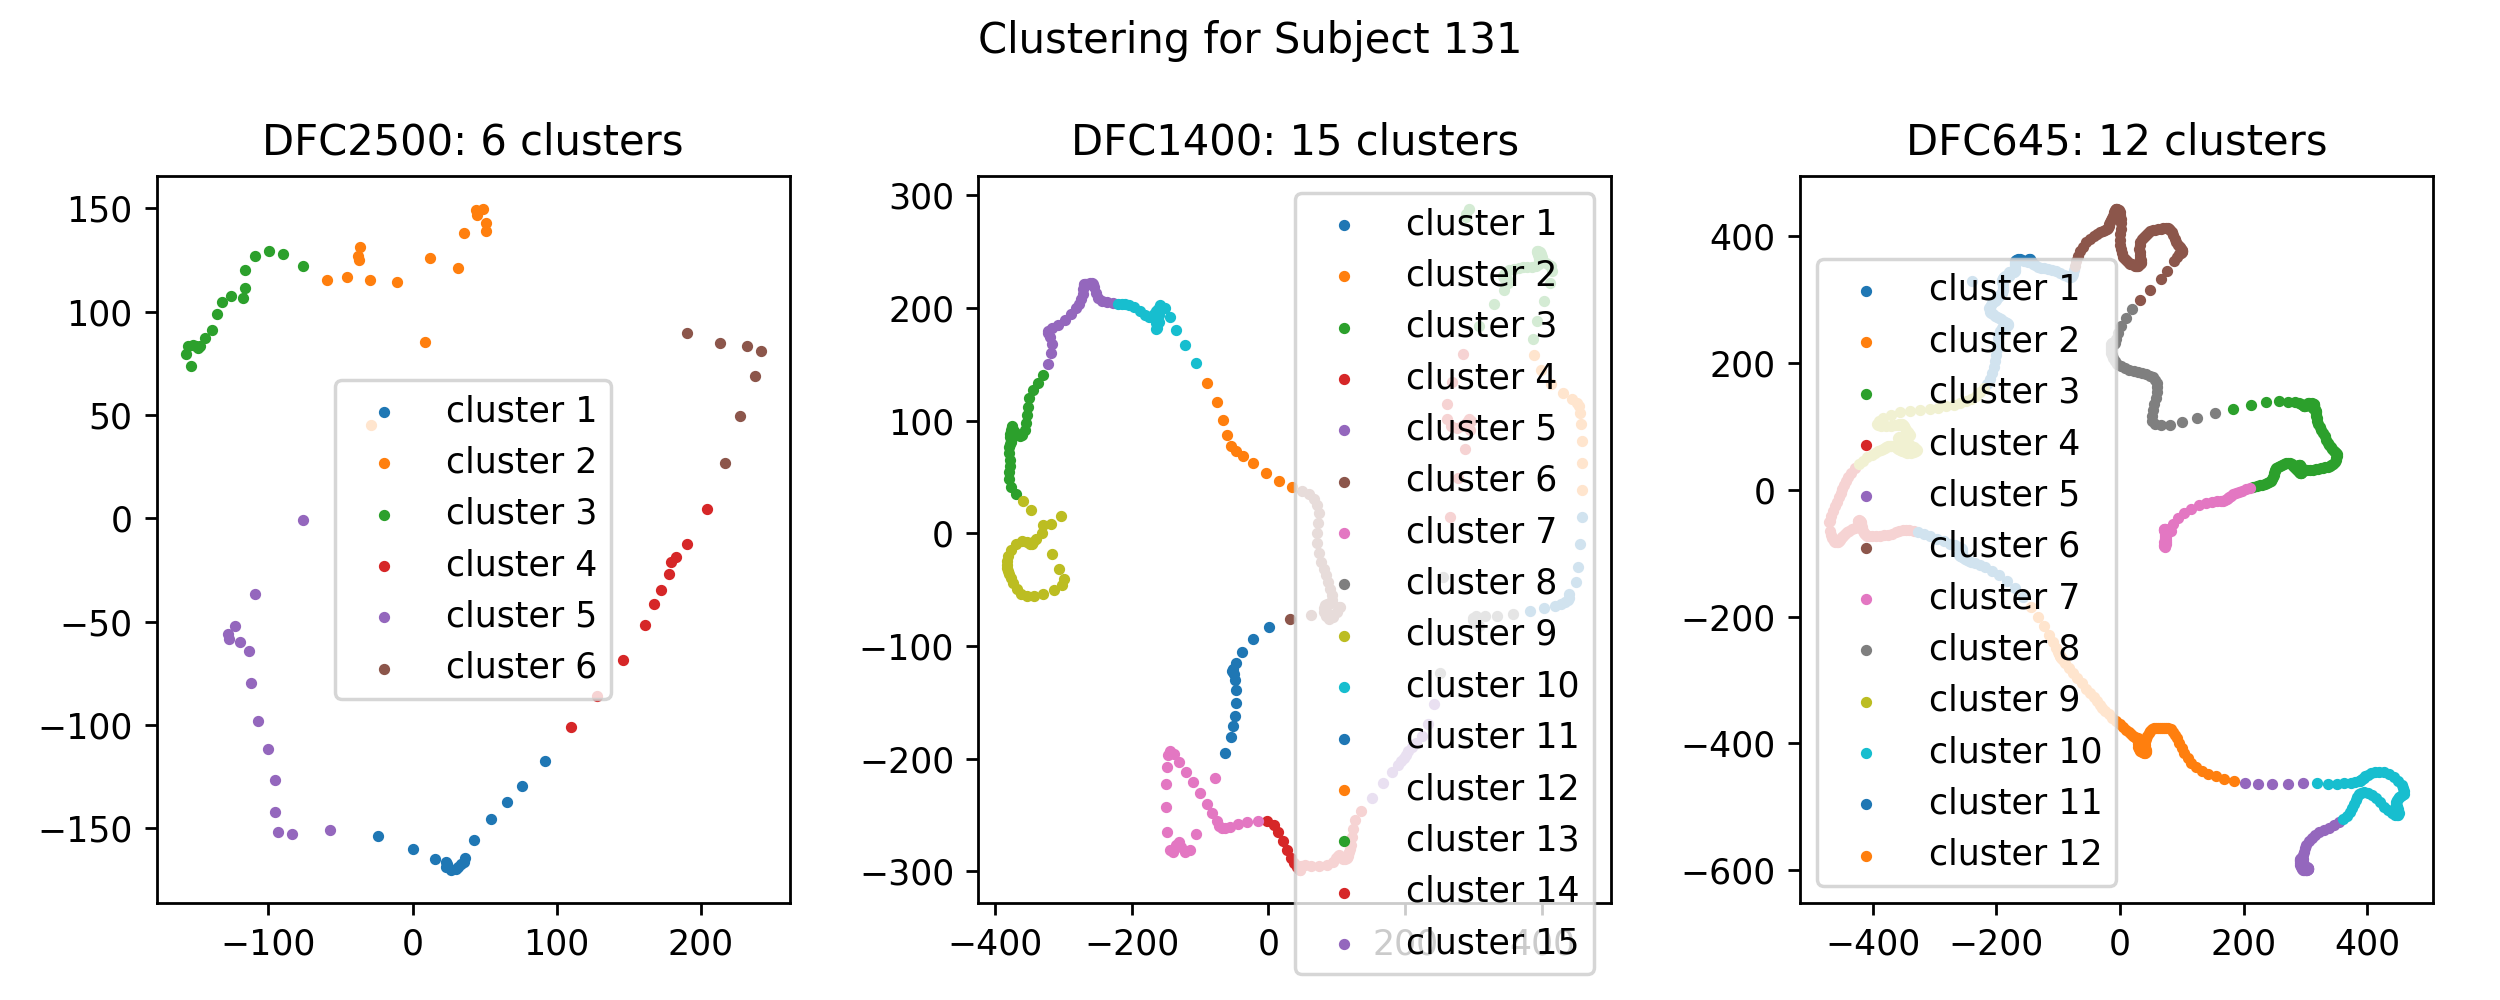 Clustering for Subject 131
DFC2500: 6 clusters
150
100
50
0
−50
−100
−150
−100
0
100
200
cluster 1
cluster 2
cluster 3
cluster 4
cluster 5
cluster 6
DFC1400: 15 clusters
300
200
100
0
−100
−200
−300
−400
−200
0
200
400
cluster 1
cluster 2
cluster 3
cluster 4
cluster 5
cluster 6
cluster 7
cluster 8
cluster 9
cluster 10
cluster 11
cluster 12
cluster 13
cluster 14
cluster 15
DFC645: 12 clusters
400
200
0
−200
−400
−600
−400
−200
0
200
400
cluster 1
cluster 2
cluster 3
cluster 4
cluster 5
cluster 6
cluster 7
cluster 8
cluster 9
cluster 10
cluster 11
cluster 12